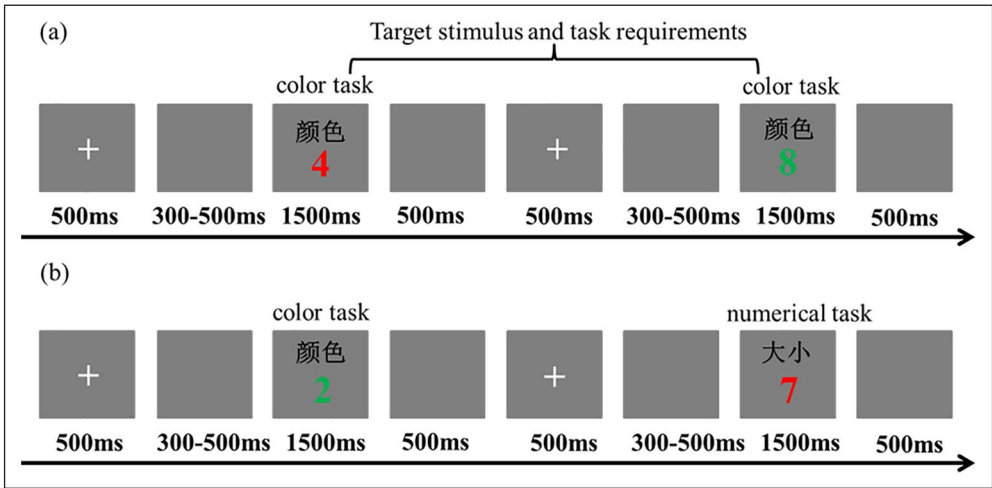 (a)
Target stimulus and task requirements
color task color task
颜色 颜色
4 8
500ms 300-500ms 1500ms 500ms 500ms 300-500ms 1500ms 500ms
(b)
color task numerical task
颜色 大小
2 7
500ms 300-500ms 1500ms 500ms 500ms 300-500ms 1500ms 500ms